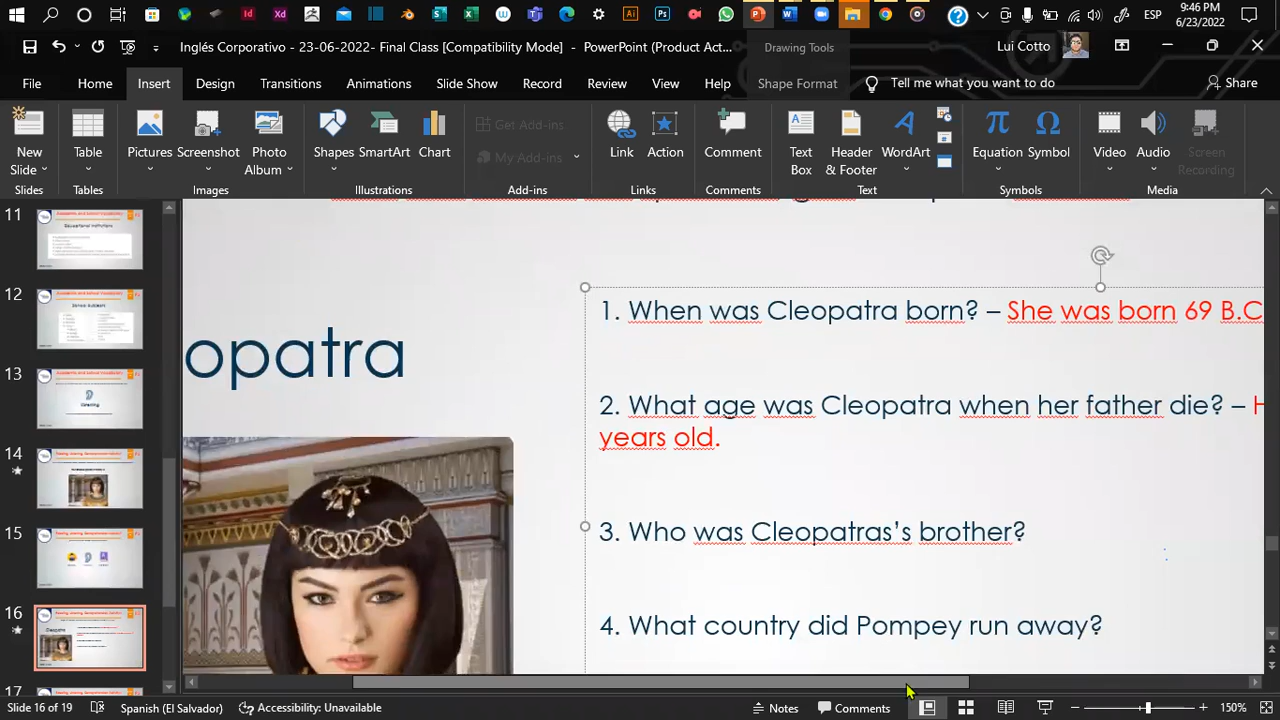 9:46 PM
ESP
6/23/2022
Inglés Corporativo - 23-06-2022- Final Class [Compatibility Mode] - PowerPoint (Product Act...
Drawing Tools
Lui Cotto
File Home Insert Design Transitions Animations Slide Show Record Review View Help Shape Format Tell me what you want to do Share
New Slide
Table
Pictures
Screenshot
Photo Album
Shapes
SmartArt
Chart
Get Add-ins
My Add-ins
Link
Action
Comment
Text Box
Header & Footer
WordArt
Equation
Symbol
Video
Audio
Screen Recording
Slides Tables Images Illustrations Add-ins Links Comments Text Symbols Media
11
12
13
14
15
16
17
opatra
1. When was Cleopatra born? – She was born 69 B.C
2. What age was Cleopatra when her father die? – H
years old.
3. Who was Cleopatras’s brother?
4. What country did Pompey run away?
Slide 16 of 19 Spanish (El Salvador) Accessibility: Unavailable Notes Comments 150%